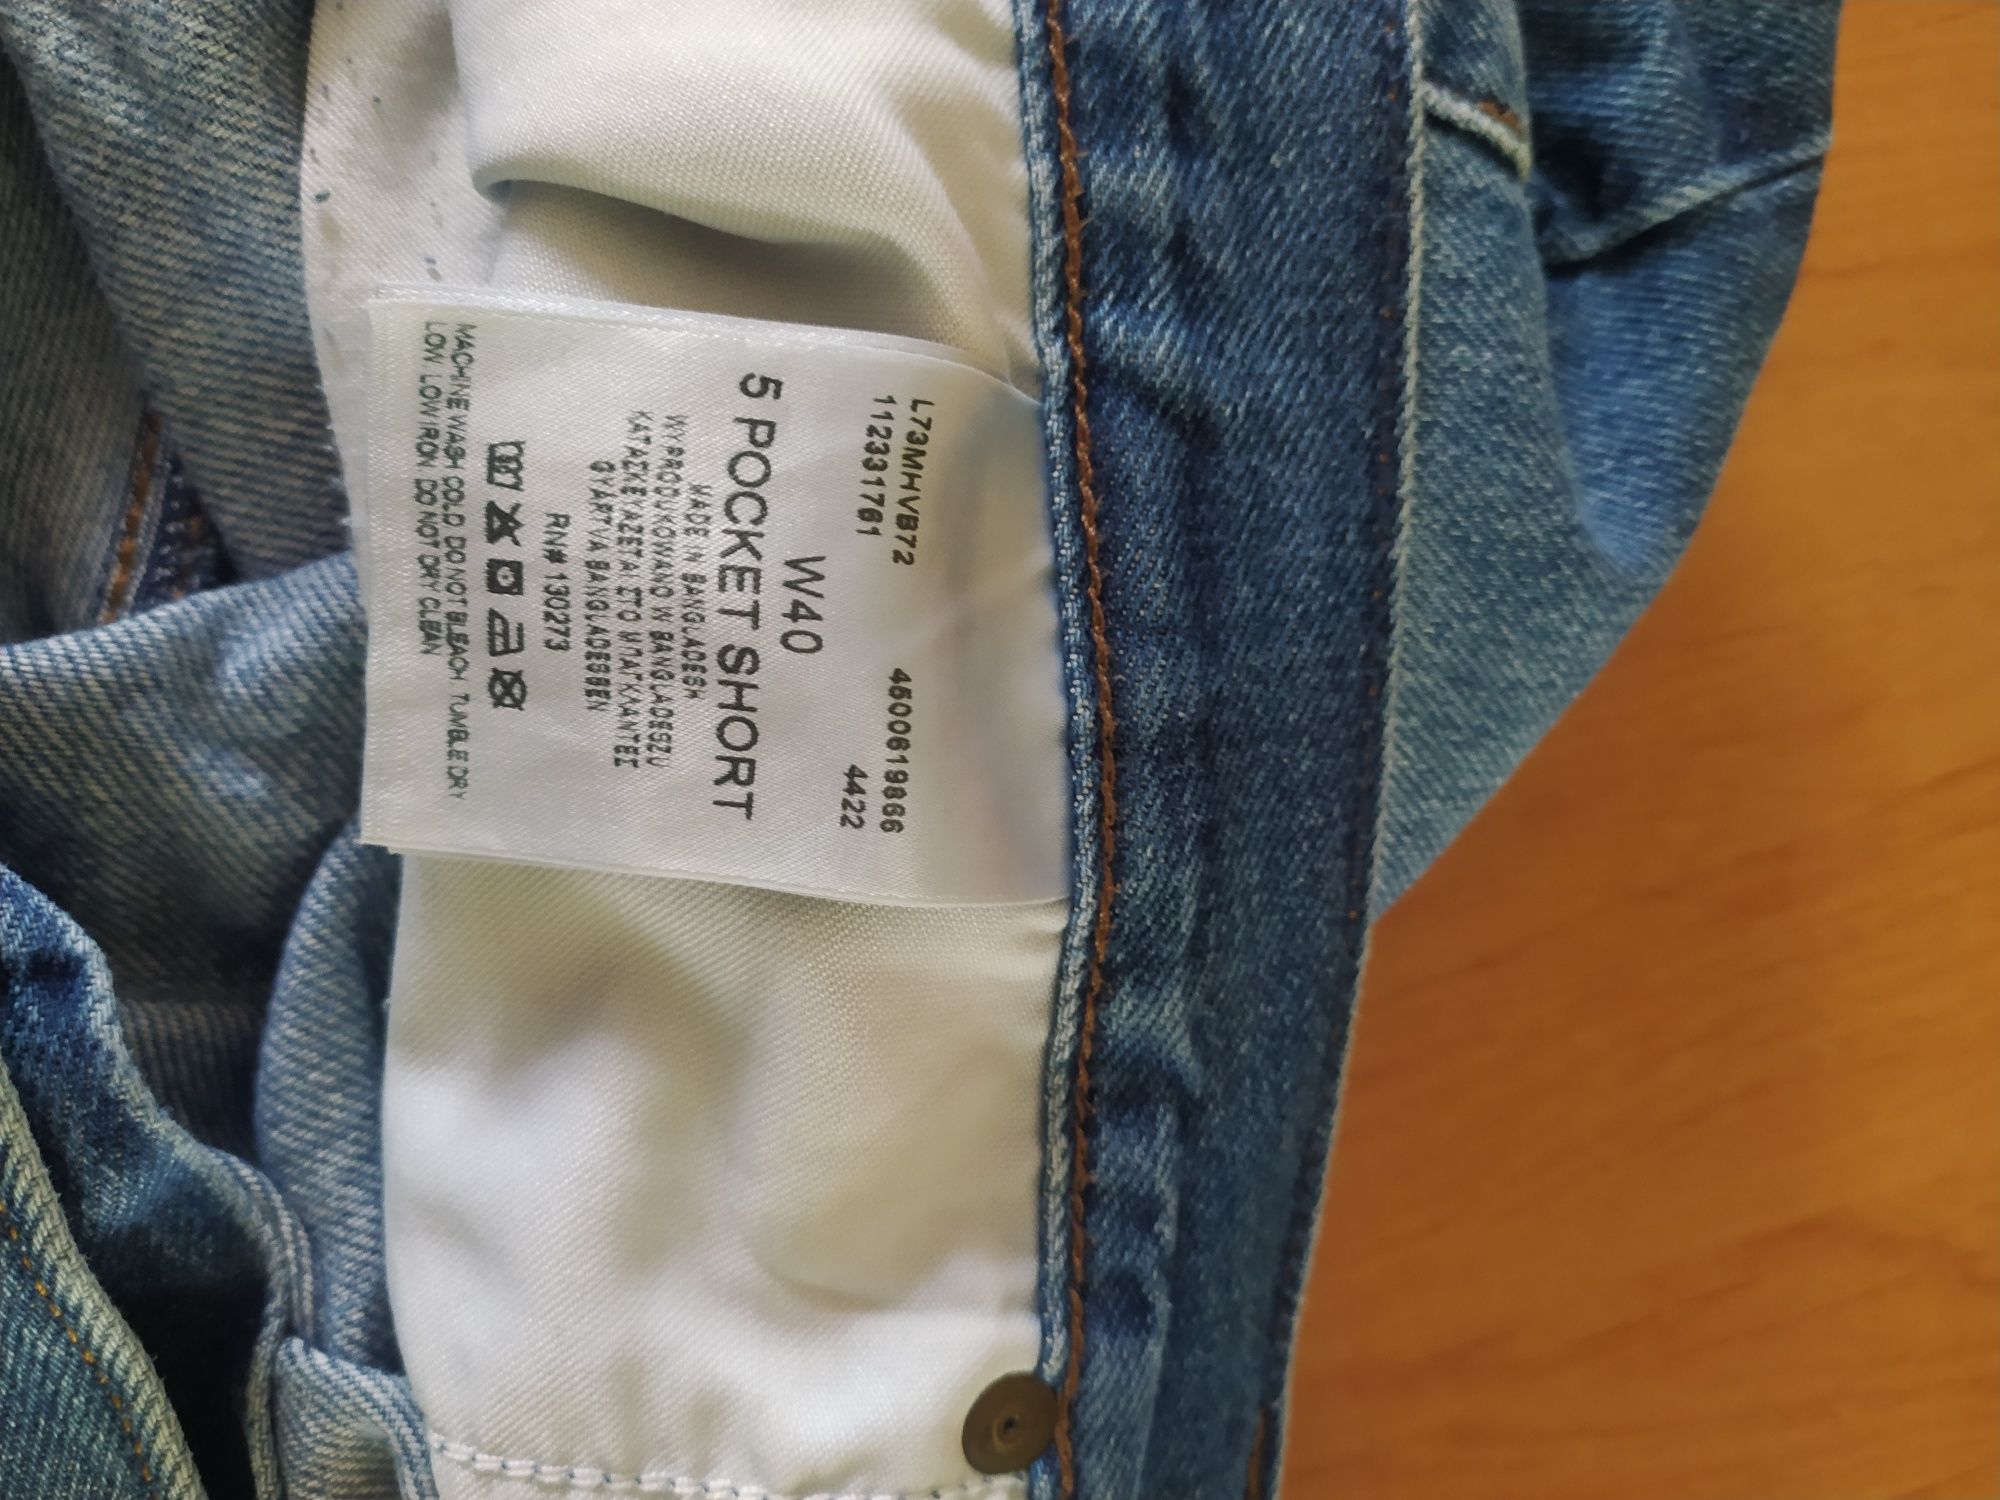 L73MHVB72 4500619866
112331761 4422
W40
5 POCKET SHORT
MADE IN BANGLADESH
WYPRODUKOWANO W BANGLADESZU
ΚΑΤΑΣΚΕΥΑΖΕΤΑΙ ΣΤΟ ΜΠΑΓΚΛΑΝΤΕΣ
GYÁRTVA BANGLADESBEN
RN# 130273
MACHINE WASH COLD DO NOT BLEACH TUMBLE DRY
LOW LOW IRON DO NOT DRY CLEAN